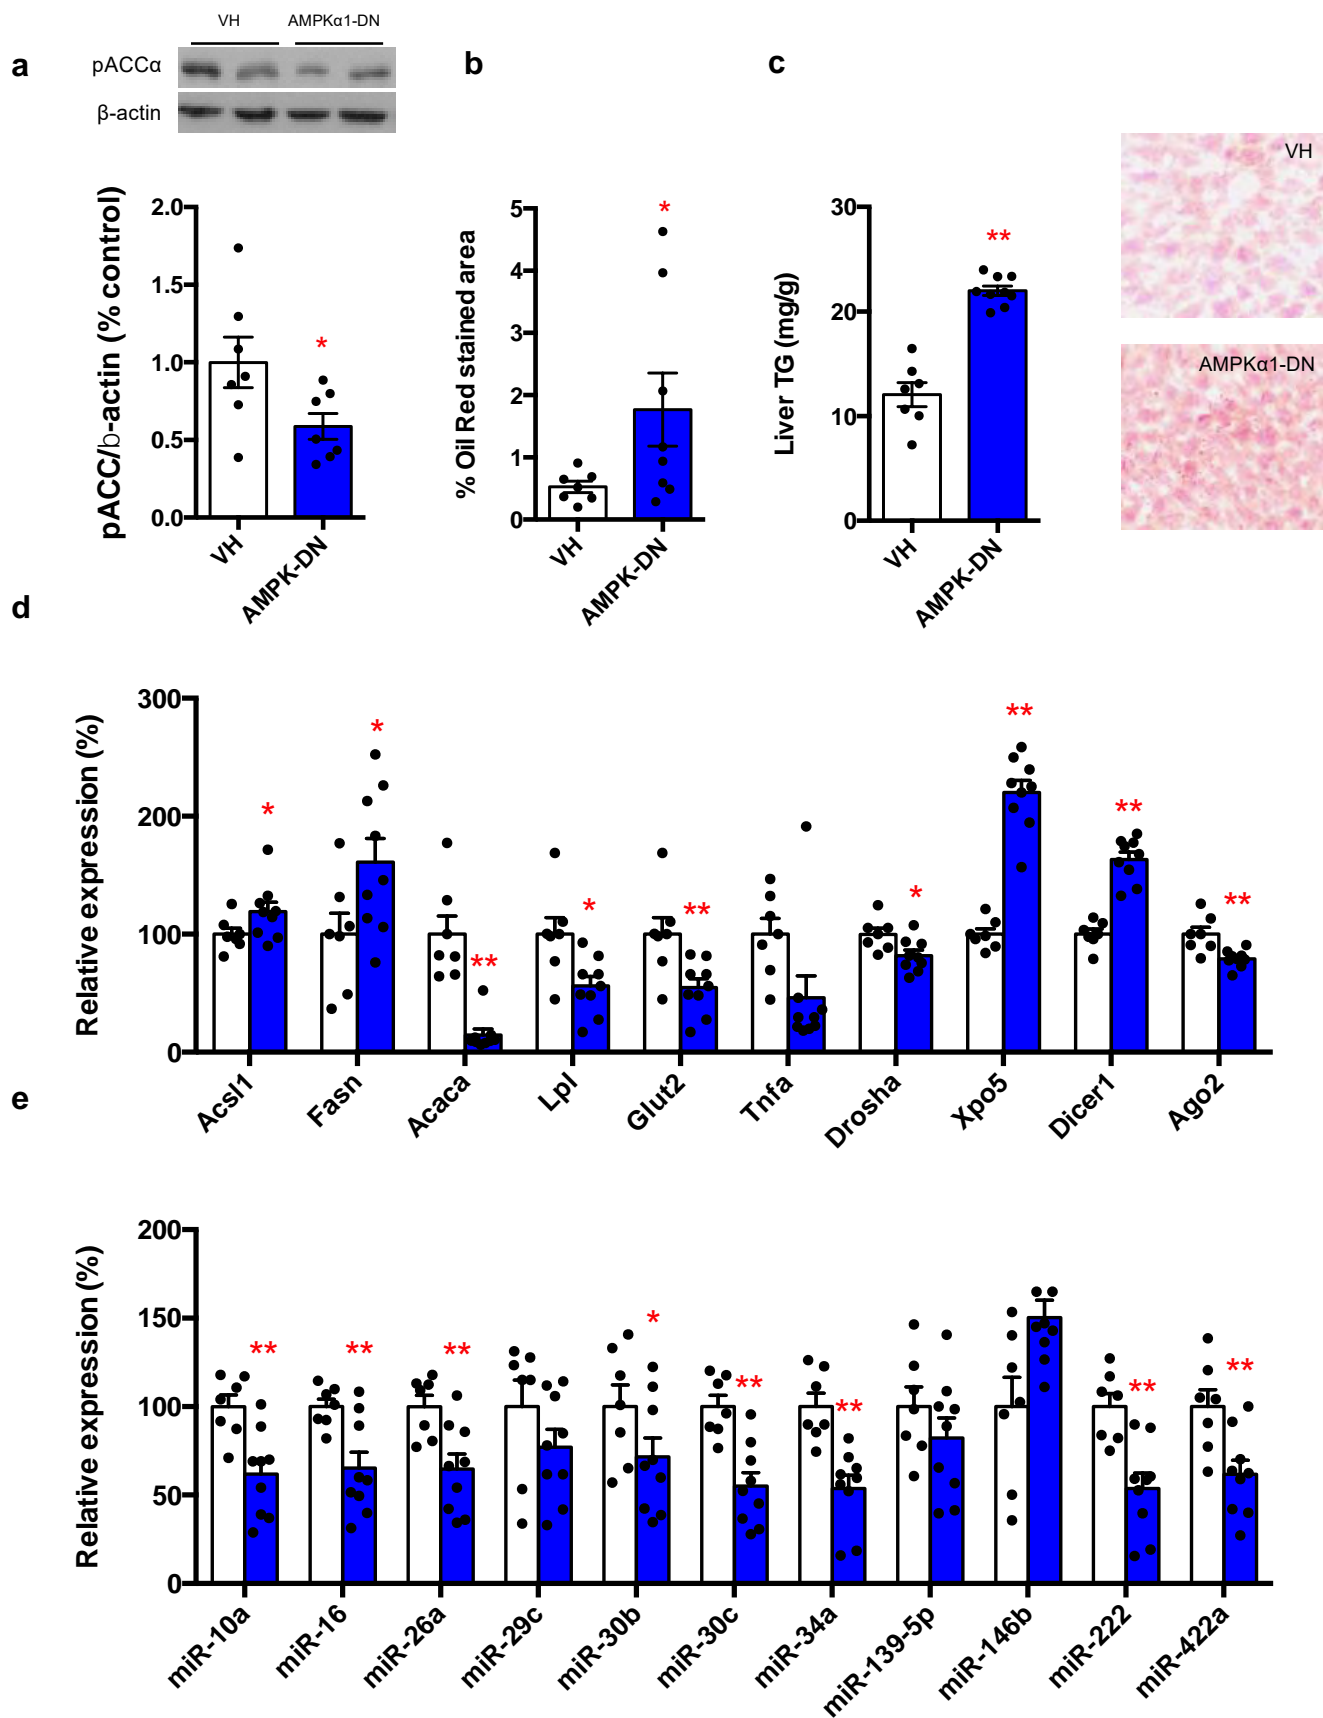 VH AMPKα1-DN
a pACCα
β-actin
pACC/b-actin (% control)
2.0
1.5
1.0
0.5
0.0
*
VH
AMPK-DN
b
% Oil Red stained area
5
4
3
2
1
0
*
VH
AMPK-DN
c
Liver TG (mg/g)
30
20
10
0
**
VH
AMPK-DN
VH
AMPKα1-DN
d
Relative expression (%)
300
200
100
0
* * ** * ** * ** ** **
Acsl1 Fasn Acaca Lpl Glut2 Tnfa Drosha Xpo5 Dicer1 Ago2
e
Relative expression (%)
200
150
100
50
0
** ** ** * ** ** ** **
miR-10a miR-16 miR-26a miR-29c miR-30b miR-30c miR-34a miR-139-5p miR-146b miR-222 miR-422a